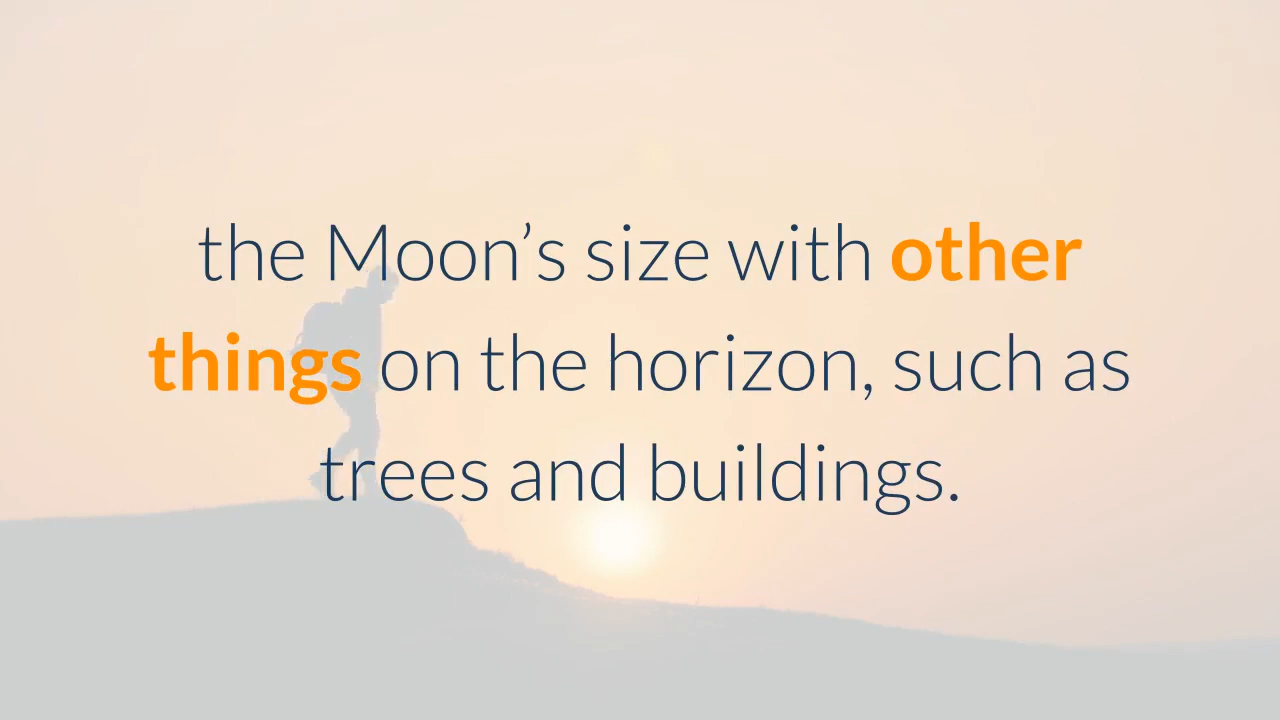 the Moon’s size with other
things on the horizon, such as
trees and buildings.